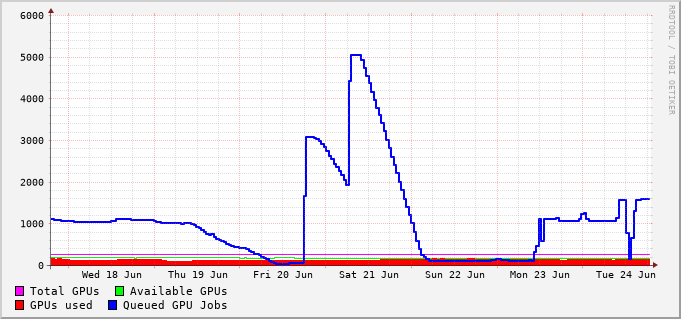 RRDTOOL / TOBI OETIKER
6000
5000
4000
3000
2000
1000
0
Wed 18 Jun Thu 19 Jun Fri 20 Jun Sat 21 Jun Sun 22 Jun Mon 23 Jun Tue 24 Jun
Total GPUs Available GPUs
GPUs used Queued GPU Jobs